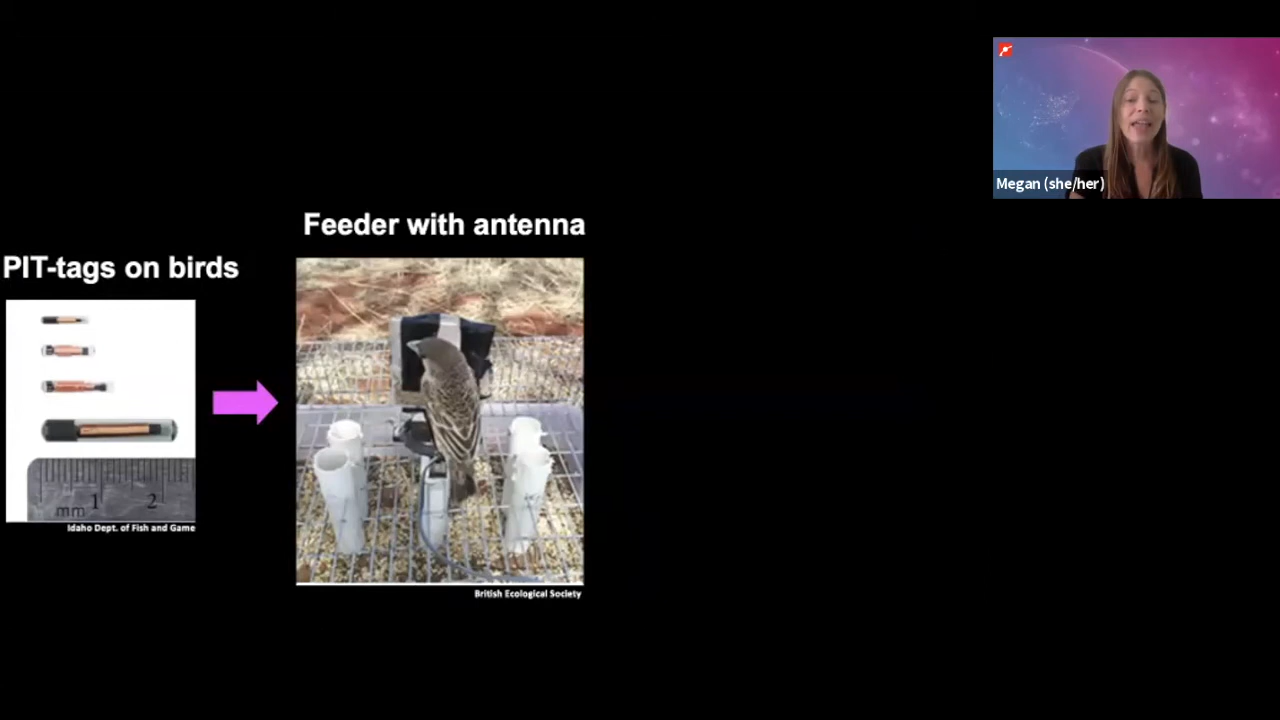 Megan (she/her)
Feeder with antenna
PIT-tags on birds
mm 1 2
Idaho Dept. of Fish and Game
British Ecological Society